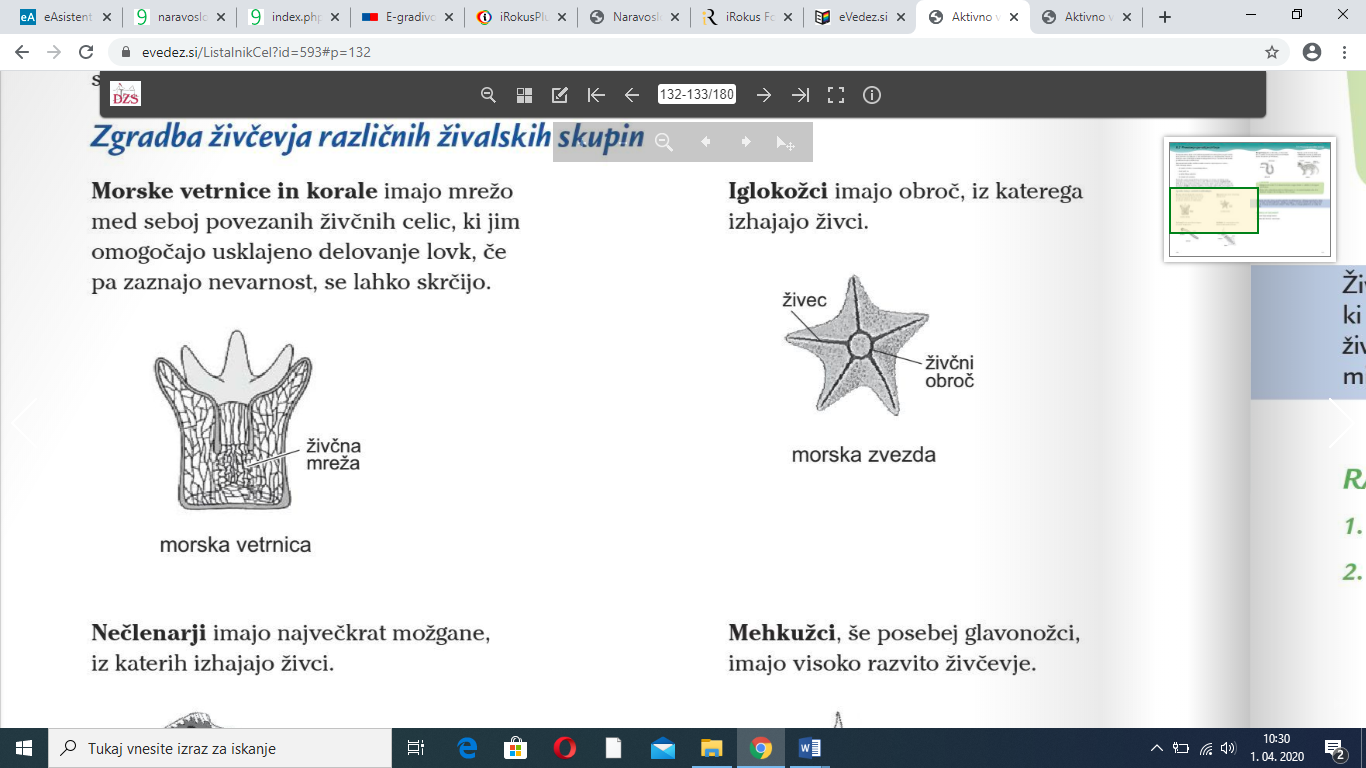 eAsistent
naravoslo
index.php
E-gradivo
iRokusPlu
Naravoslo
iRokus Fo
eVedez.si
Aktivno v
Aktivno v
evedez.si/ListalnikCel?id=593#p=132
DZS
132-133/180
Zgradba živčevja različnih živalskih skupin
Morske vetrnice in korale imajo mrežo
med seboj povezanih živčnih celic, ki jim
omogočajo usklajeno delovanje lovk, če
pa zaznajo nevarnost, se lahko skrčijo.
živčna
mreža
morska vetrnica
Iglokožci imajo obroč, iz katerega
izhajajo živci.
živec
živčni
obroč
morska zvezda
Nečlenarji imajo največkrat možgane,
iz katerih izhajajo živci.
Mehkužci, še posebej glavonožci,
imajo visoko razvito živčevje.
ki
1.
2.
Tukaj vnesite izraz za iskanje
10:30
1. 04. 2020
2